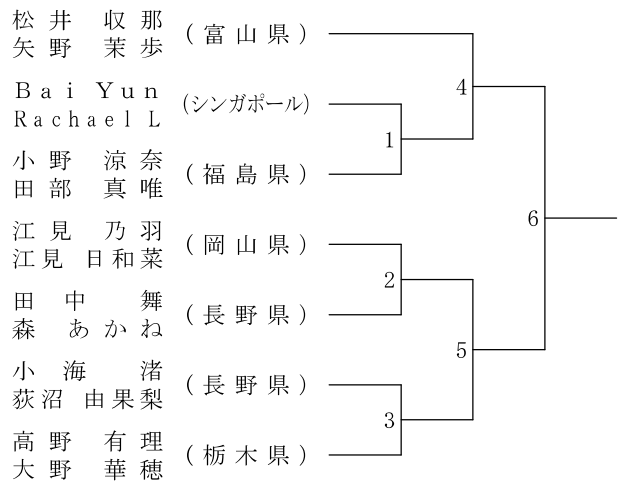 松井 収那
矢野 茉歩
(富山県)
4
Bai Yun
Rachael L
(シンガポール)
1
小野 涼奈
田部 真唯
(福島県)
6
江見 乃羽
江見 日和菜
(岡山県)
2
田中 舞
森 あかね
(長野県)
5
小海 渚
荻沼 由果梨
(長野県)
3
高野 有理
大野 華穂
(栃木県)